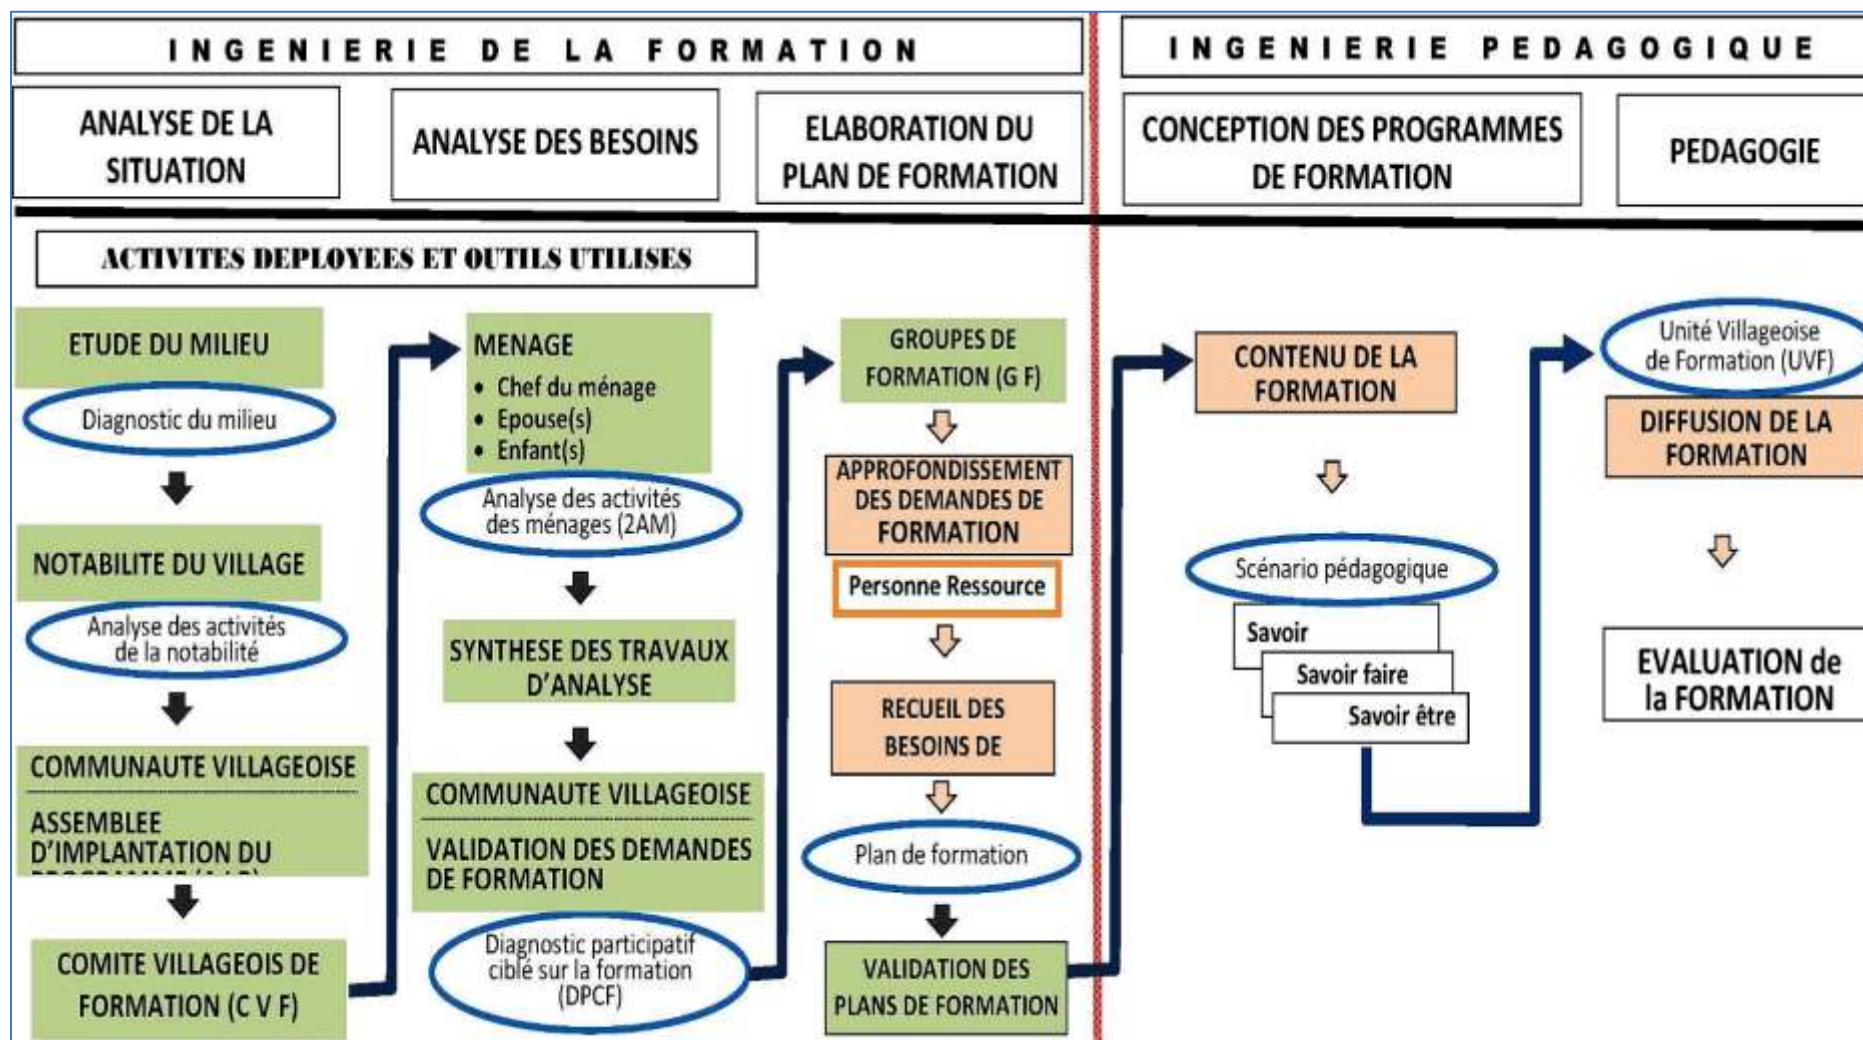 INGENIERIE DE LA FORMATION
INGENIERIE PEDAGOGIQUE
ANALYSE DE LA
SITUATION
ANALYSE DES BESOINS
ELABORATION DU
PLAN DE FORMATION
CONCEPTION DES PROGRAMMES
DE FORMATION
PEDAGOGIE
ACTIVITES DEPLOYEES ET OUTILS UTILISES
ETUDE DU MILIEU
Diagnostic du milieu
NOTABILITE DU VILLAGE
Analyse des activités
de la notabilité
COMMUNAUTE VILLAGEOISE
ASSEMBLEE
D'IMPLANTATION DU
COMITE VILLAGEOIS DE
FORMATION (C V F)
MENAGE
• Chef du ménage
• Epouse(s)
• Enfant(s)
Analyse des activités
des ménages (2AM)
SYNTHESE DES TRAVAUX
D'ANALYSE
COMMUNAUTE VILLAGEOISE
VALIDATION DES DEMANDES
DE FORMATION
Diagnostic participatif
ciblé sur la formation
(DPCF)
GROUPES DE
FORMATION (G F)
APPROFONDISSEMENT
DES DEMANDES DE
FORMATION
Personne Ressource
RECUEIL DES
BESOINS DE
Plan de formation
VALIDATION DES
PLANS DE FORMATION
CONTENU DE LA
FORMATION
Scénario pédagogique
Savoir
Savoir faire
Savoir être
Unité Villageoise
de Formation (UVF)
DIFFUSION DE LA
FORMATION
EVALUATION de
la FORMATION